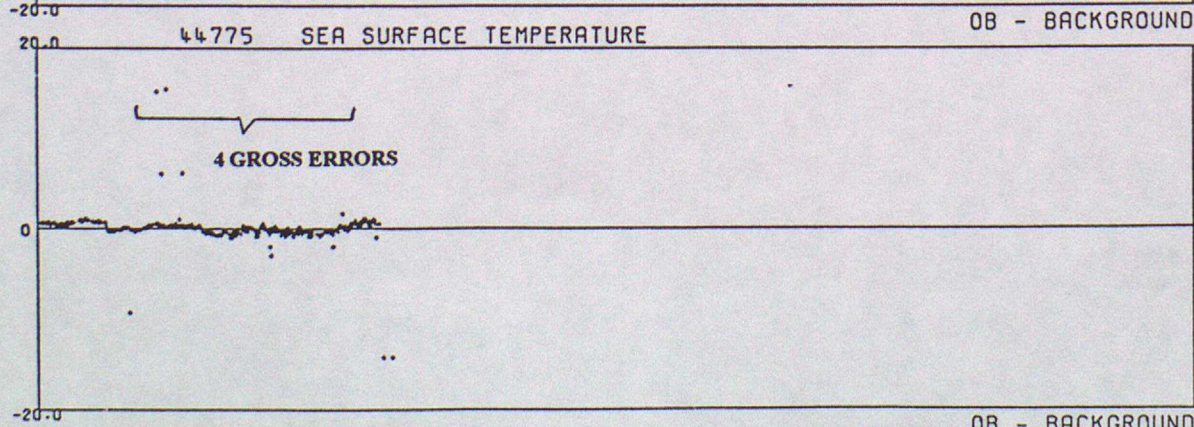 -20.0
44775 SEA SURFACE TEMPERATURE OB - BACKGROUND
20.0
4 GROSS ERRORS
0
-20.0
OB - BACKGROUND